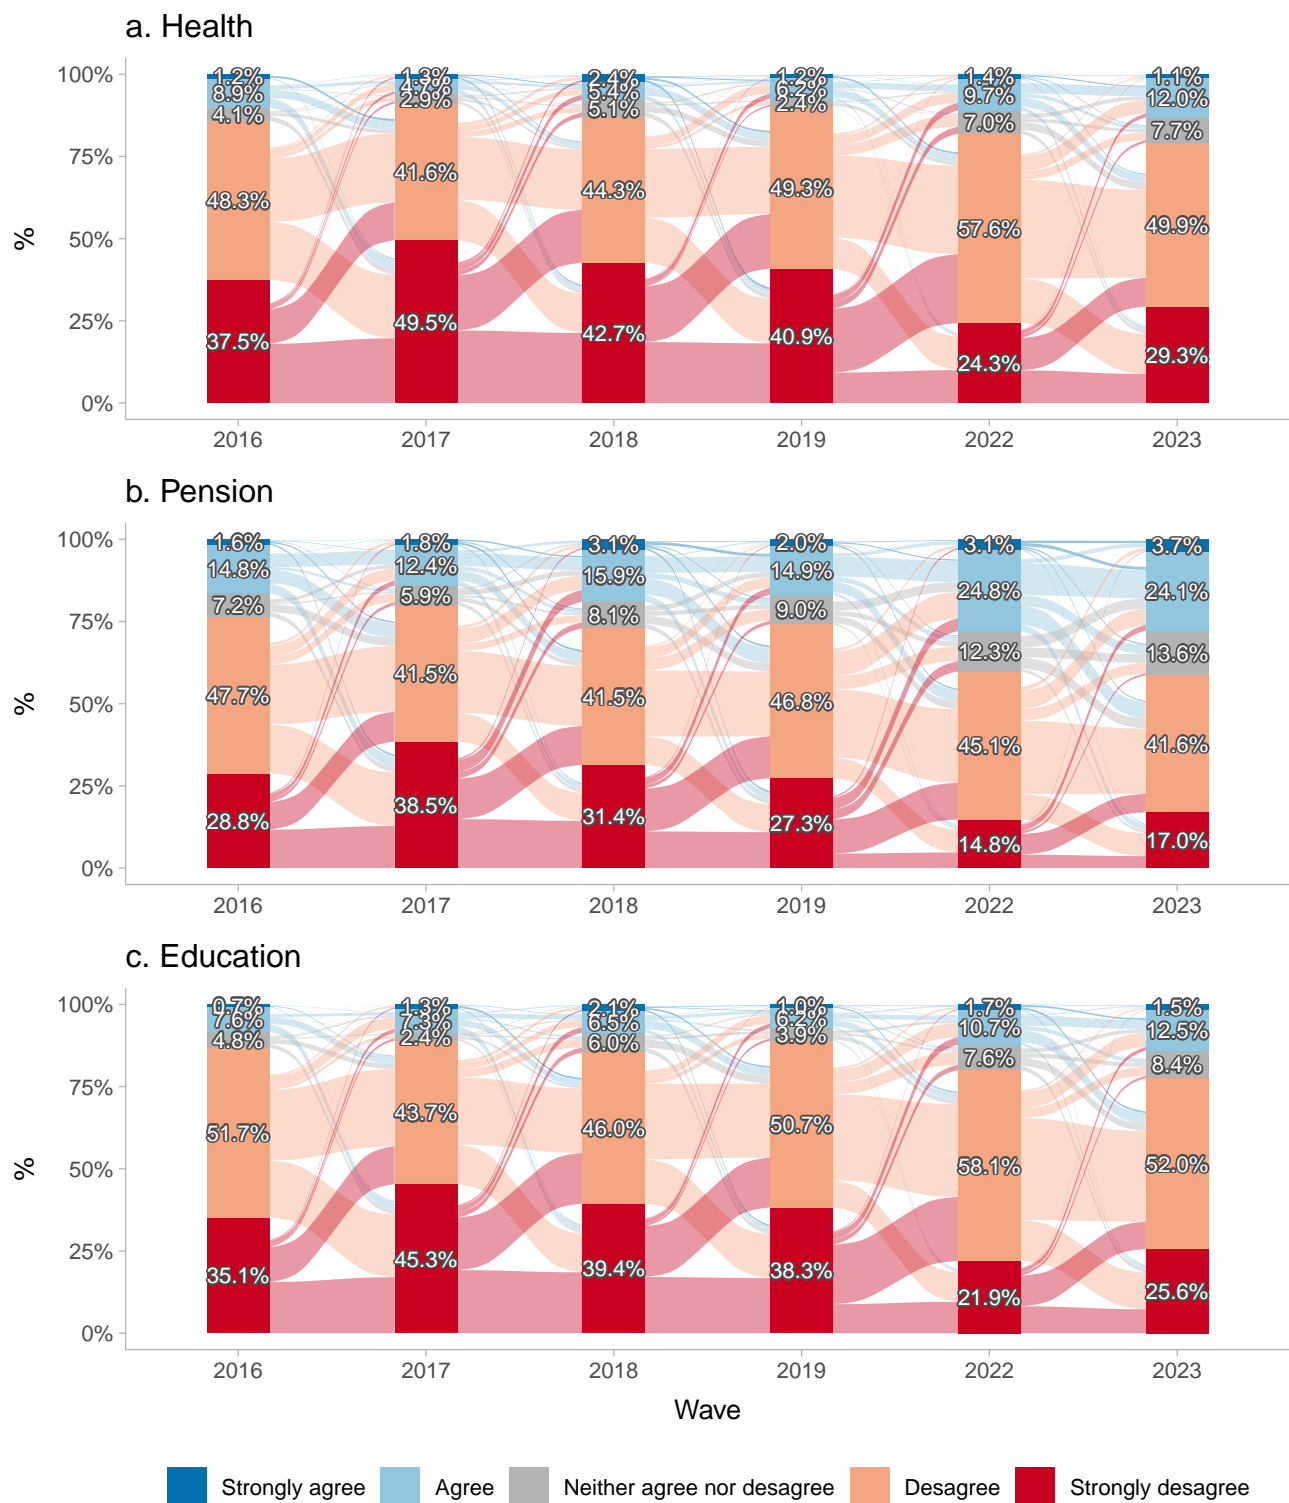 a. Health
100%
75%
50%
25%
0%
%
1.2% 1.3% 2.4% 1.2% 1.4% 1.1%
8.9% 4.7% 5.4% 6.2% 9.7% 12.0%
4.1% 2.9% 5.1% 2.4% 7.0% 7.7%
48.3% 41.6% 44.3% 49.3% 57.6% 49.9%
37.5% 49.5% 42.7% 40.9% 24.3% 29.3%
2016 2017 2018 2019 2022 2023
b. Pension
100%
75%
50%
25%
0%
%
1.6% 1.8% 3.1% 2.0% 3.1% 3.7%
14.8% 12.4% 15.9% 14.9% 24.8% 24.1%
7.2% 5.9% 8.1% 9.0% 12.3% 13.6%
47.7% 41.5% 41.5% 46.8% 45.1% 41.6%
28.8% 38.5% 31.4% 27.3% 14.8% 17.0%
2016 2017 2018 2019 2022 2023
c. Education
100%
75%
50%
25%
0%
%
0.7% 1.3% 2.1% 1.0% 1.7% 1.5%
7.6% 7.3% 6.5% 6.2% 10.7% 12.5%
4.8% 2.4% 6.0% 3.9% 7.6% 8.4%
51.7% 43.7% 46.0% 50.7% 58.1% 52.0%
35.1% 45.3% 39.4% 38.3% 21.9% 25.6%
2016 2017 2018 2019 2022 2023
Wave
Strongly agree Agree Neither agree nor desagree Desagree Strongly desagree